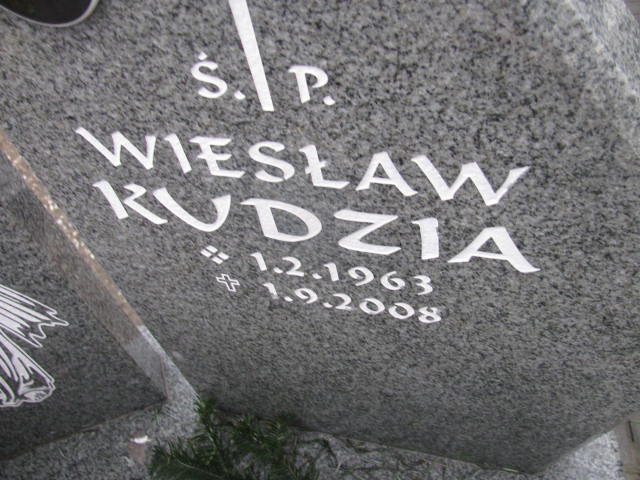 Ś. P.
WIESŁAW
KUDZIA
1.2.1963
1.9.2008